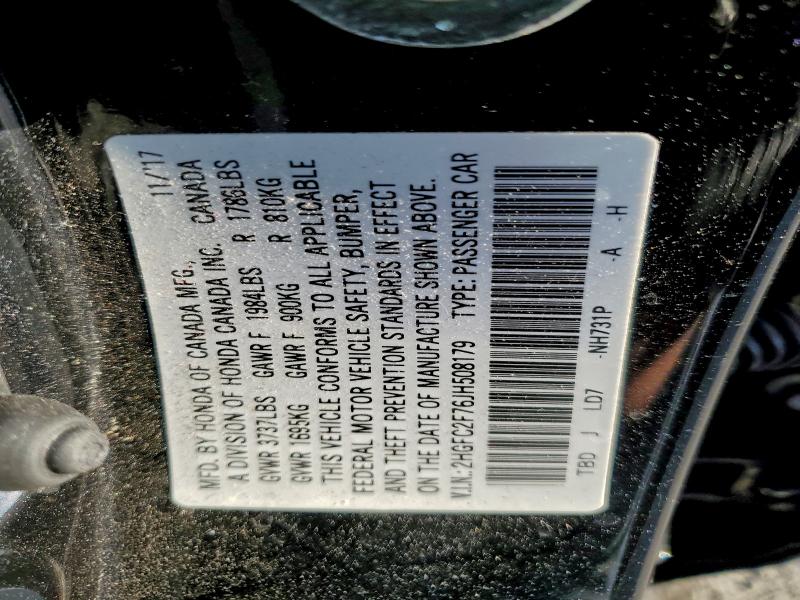 MFD. BY HONDA OF CANADA MFG., 11/17
A DIVISION OF HONDA CANADA INC. CANADA
GVWR 3737LBS GAWR F 1984LBS R 1786LBS
GVWR 1695KG GAWR F 900KG R 810KG
THIS VEHICLE CONFORMS TO ALL APPLICABLE
FEDERAL MOTOR VEHICLE SAFETY, BUMPER,
AND THEFT PREVENTION STANDARDS IN EFFECT
ON THE DATE OF MANUFACTURE SHOWN ABOVE.
V.I.N.: 2HGFC2F76JH508179 TYPE: PASSENGER CAR
TBD J LD7 -NH731P -A -H